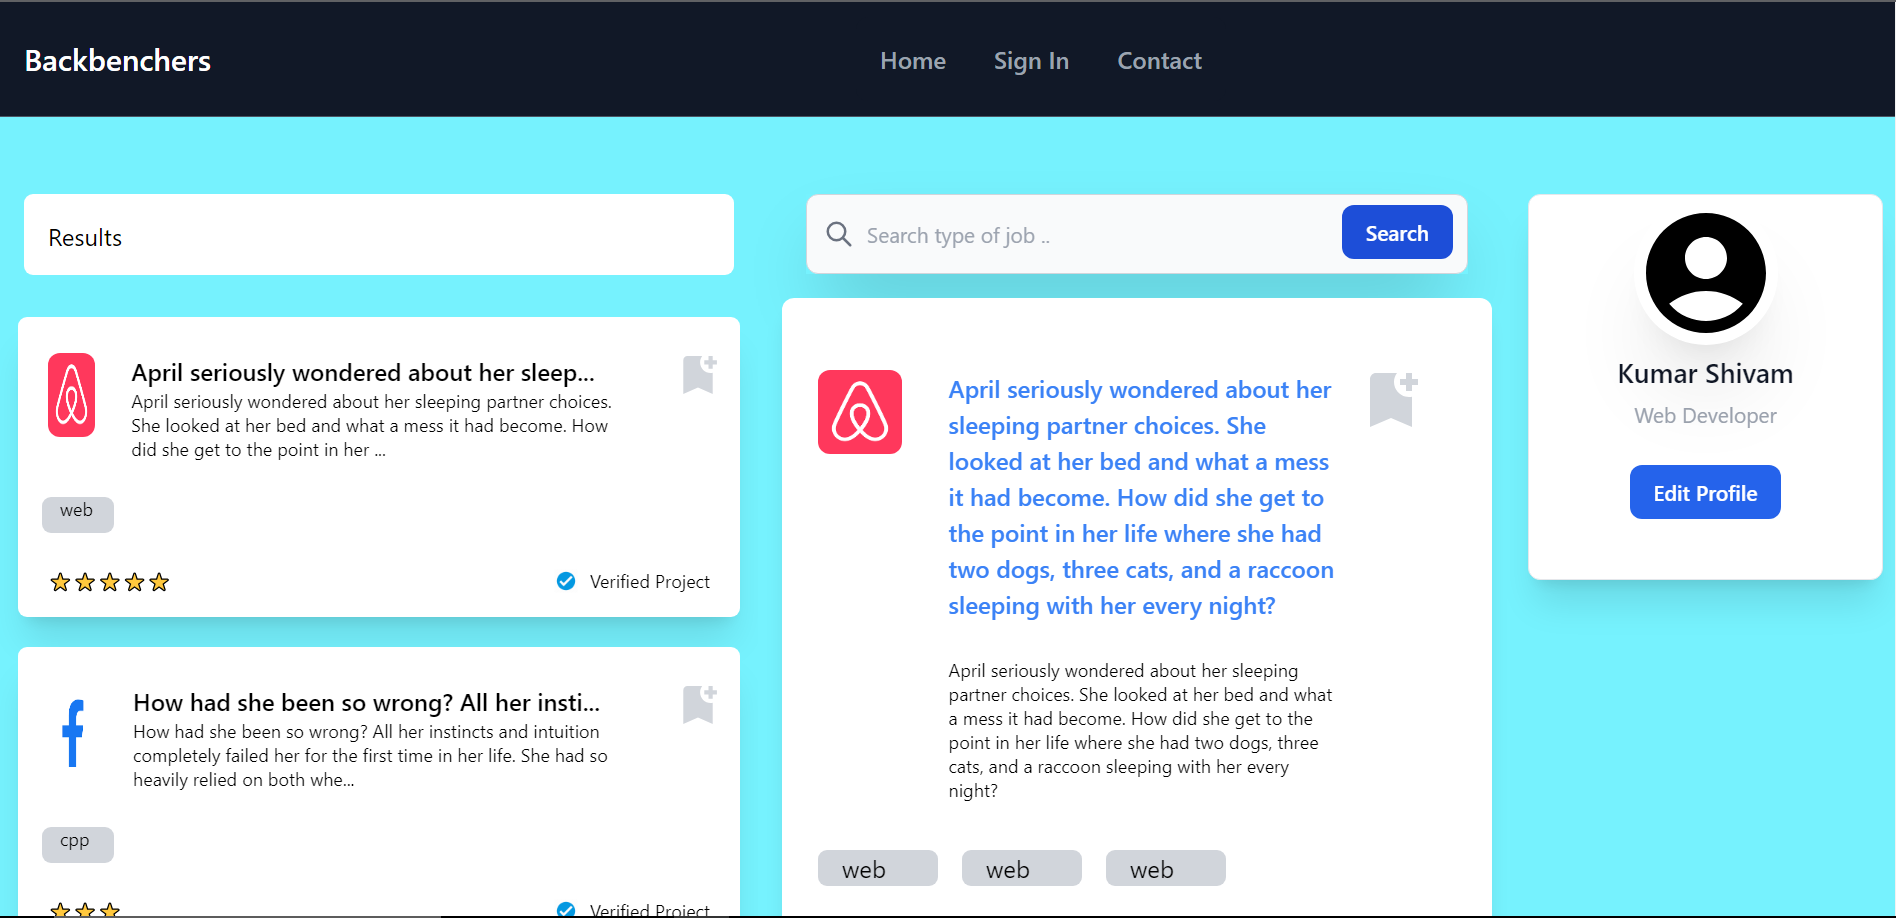 Backbenchers
Home
Sign In
Contact
Results
April seriously wondered about her sleep...
April seriously wondered about her sleeping partner choices.
She looked at her bed and what a mess it had become. How
did she get to the point in her ...
web
Verified Project
How had she been so wrong? All her insti...
How had she been so wrong? All her instincts and intuition
completely failed her for the first time in her life. She had so
heavily relied on both whe...
cpp
Verified Project
Search type of job ..
Search
April seriously wondered about her
sleeping partner choices. She
looked at her bed and what a mess
it had become. How did she get to
the point in her life where she had
two dogs, three cats, and a raccoon
sleeping with her every night?
April seriously wondered about her sleeping
partner choices. She looked at her bed and what
a mess it had become. How did she get to the
point in her life where she had two dogs, three
cats, and a raccoon sleeping with her every
night?
web
web
web
Kumar Shivam
Web Developer
Edit Profile